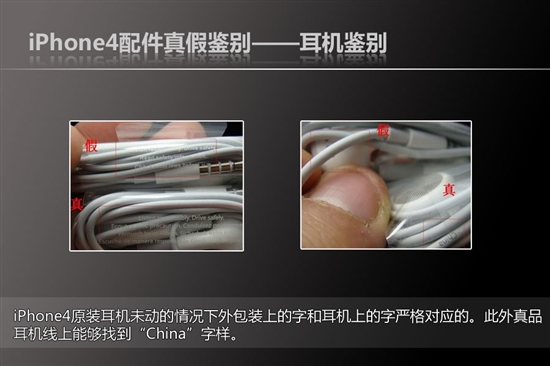 iPhone4配件真假鉴别——耳机鉴别
假
真
Drive safely
假
真
iPhone4原装耳机未动的情况下外包装上的字和耳机上的字严格对应的。此外真品
耳机线上能够找到“China”字样。